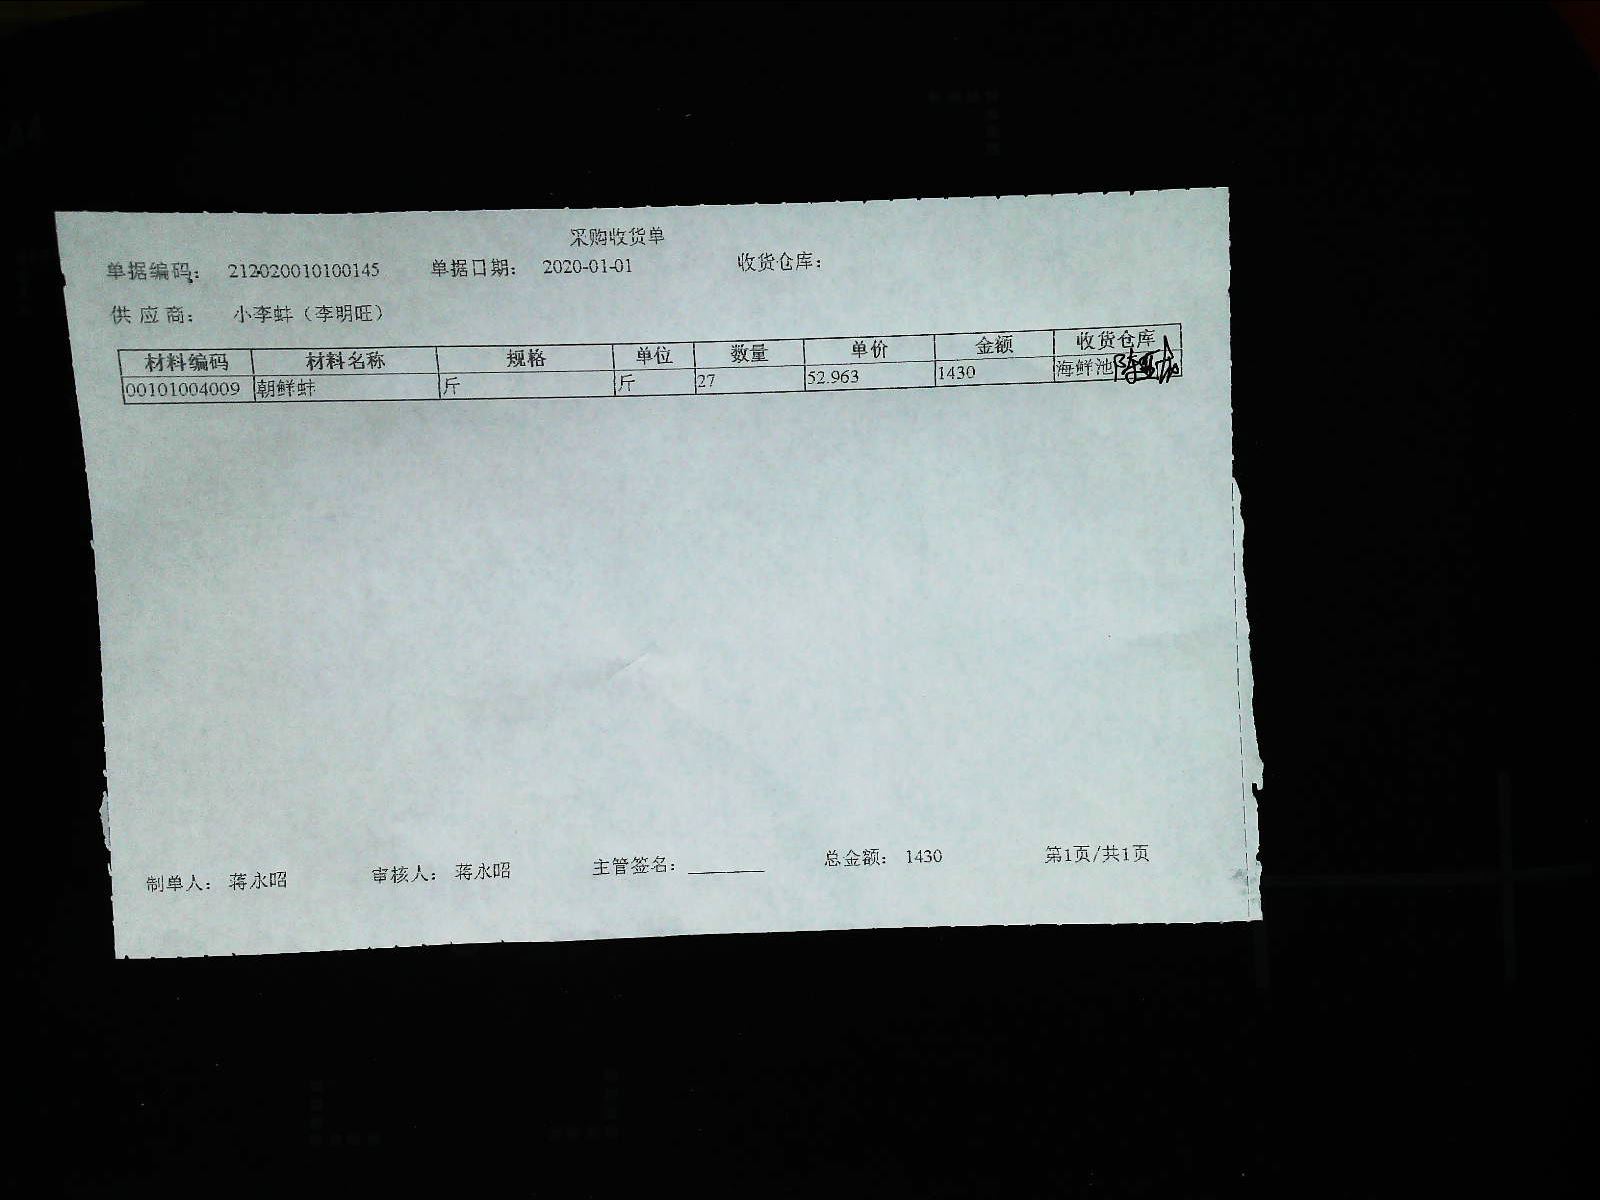 采购收货单
单据编码： 212020010100145 单据日期： 2020-01-01 收货仓库：
供 应 商： 小李蚌（李明旺）
材料编码 材料名称 规格 单位 数量 单价 金额 收货仓库
00101004009 朝鲜蚌 斤 斤 27 52.963 1430 海鲜池
制单人： 蒋永昭 审核人： 蒋永昭 主管签名：_______ 总金额： 1430 第1页/共1页